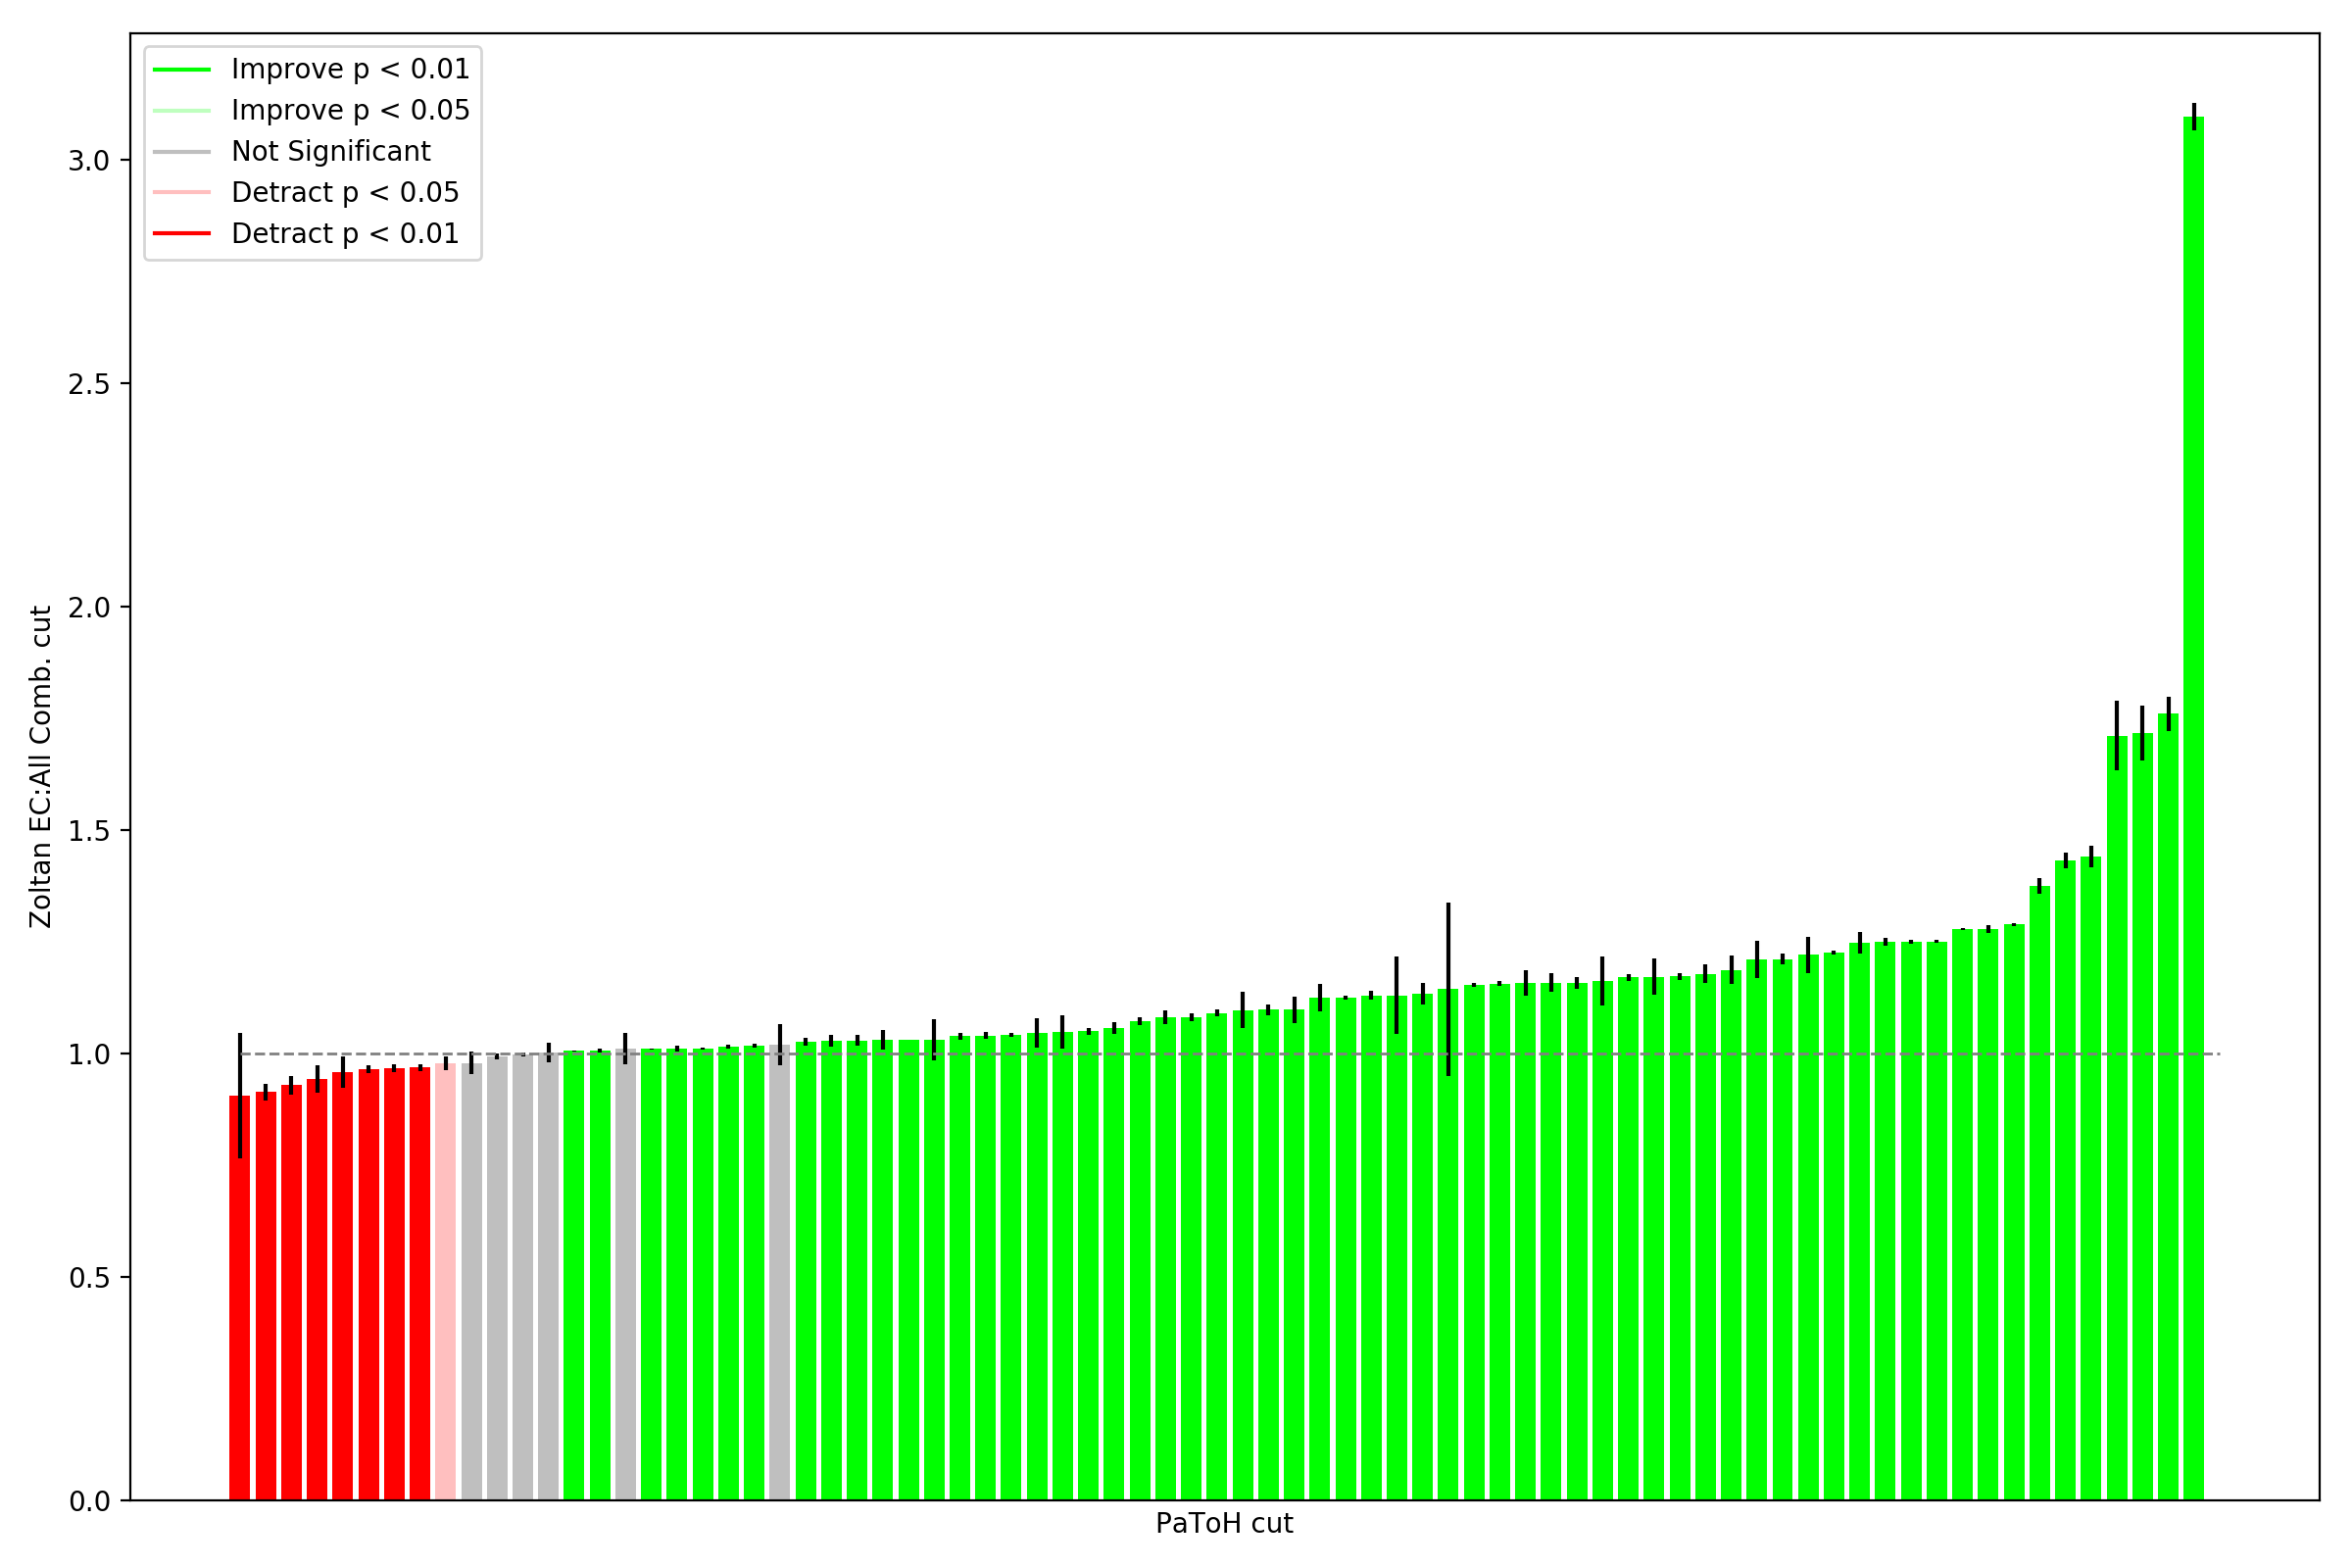 Improve p < 0.01
Improve p < 0.05
Not Significant
Detract p < 0.05
Detract p < 0.01
3.0
2.5
2.0
1.5
1.0
0.5
0.0
Zoltan EC:All Comb. cut
PaToH cut